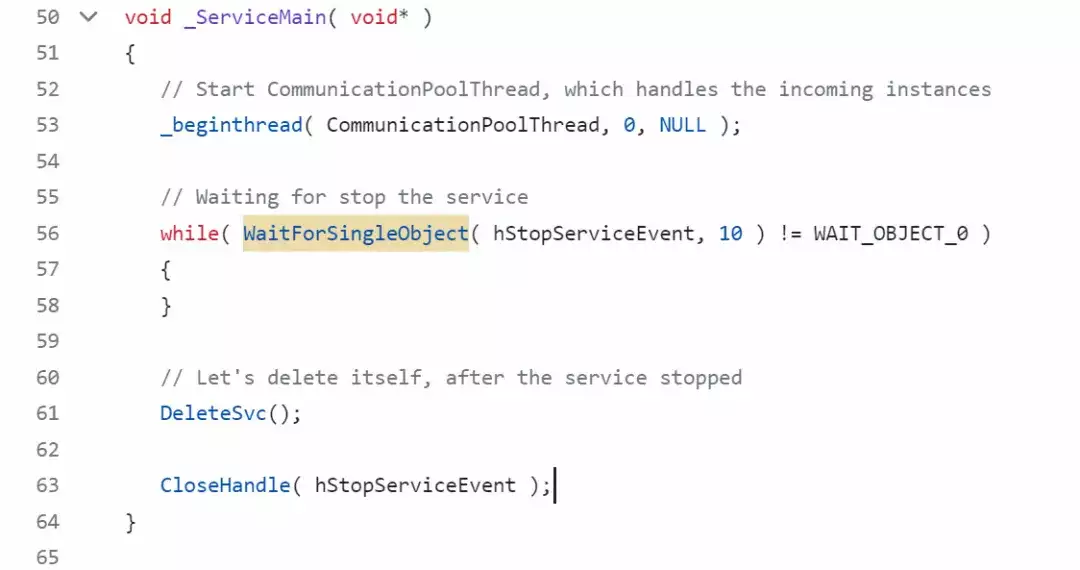 50 void _ServiceMain( void* )
51 {
52 // Start CommunicationPoolThread, which handles the incoming instances
53 _beginthread( CommunicationPoolThread, 0, NULL );
54
55 // Waiting for stop the service
56 while( WaitForSingleObject( hStopServiceEvent, 10 ) != WAIT_OBJECT_0 )
57 {
58 }
59
60 // Let's delete itself, after the service stopped
61 DeleteSvc();
62
63 CloseHandle( hStopServiceEvent );
64 }
65